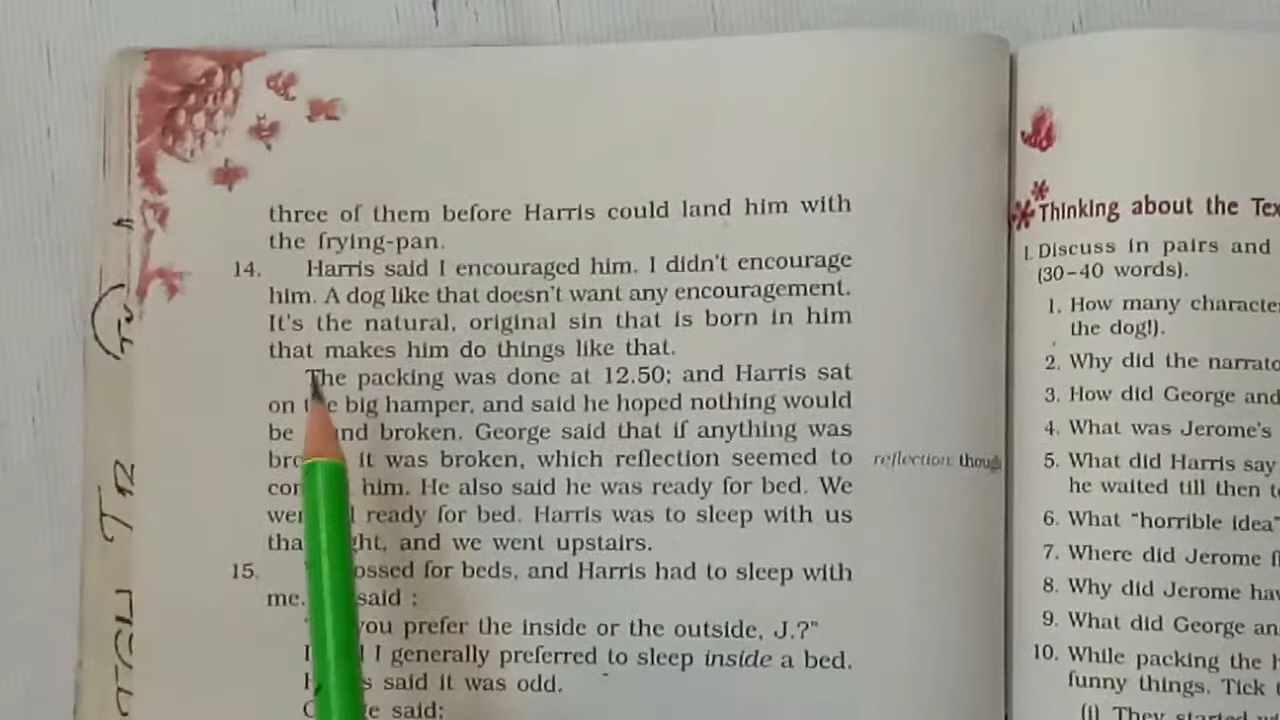 three of them before Harris could land him with
the frying-pan.
14. Harris said I encouraged him. I didn't encourage
him. A dog like that doesn't want any encouragement.
It's the natural, original sin that is born in him
that makes him do things like that.
The packing was done at 12.50; and Harris sat
on the big hamper, and said he hoped nothing would
be found broken. George said that if anything was
it was broken, which reflection seemed to
him. He also said he was ready for bed. We
ready for bed. Harris was to sleep with us
and we went upstairs.
15. for beds, and Harris had to sleep with
me. said :
you prefer the inside or the outside, J.?"
I I generally preferred to sleep inside a bed.
said it was odd.
said:
reflection: though
Thinking about the
I. Discuss in pairs and
(30–40 words).
1. How many
the dog!).
2. Why did the
3. How did George and
4. What was Jerome's
5. What did Harris say
he waited till then
6. What "horrible idea"
7. Where did Jerome
8. Why did Jerome
9. What did George
10. While packing the
funny things. Tick
(i) They started